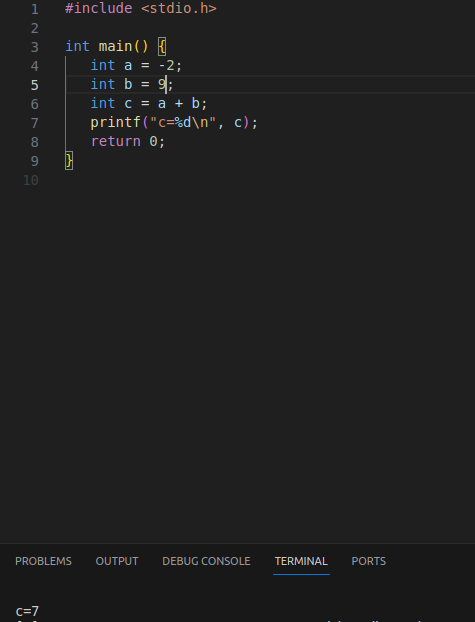 1 #include <stdio.h>
2
3 int main() {
4 int a = -2;
5 int b = 9;
6 int c = a + b;
7 printf("c=%d\n", c);
8 return 0;
9 }
10
PROBLEMS OUTPUT DEBUG CONSOLE TERMINAL PORTS
c=7